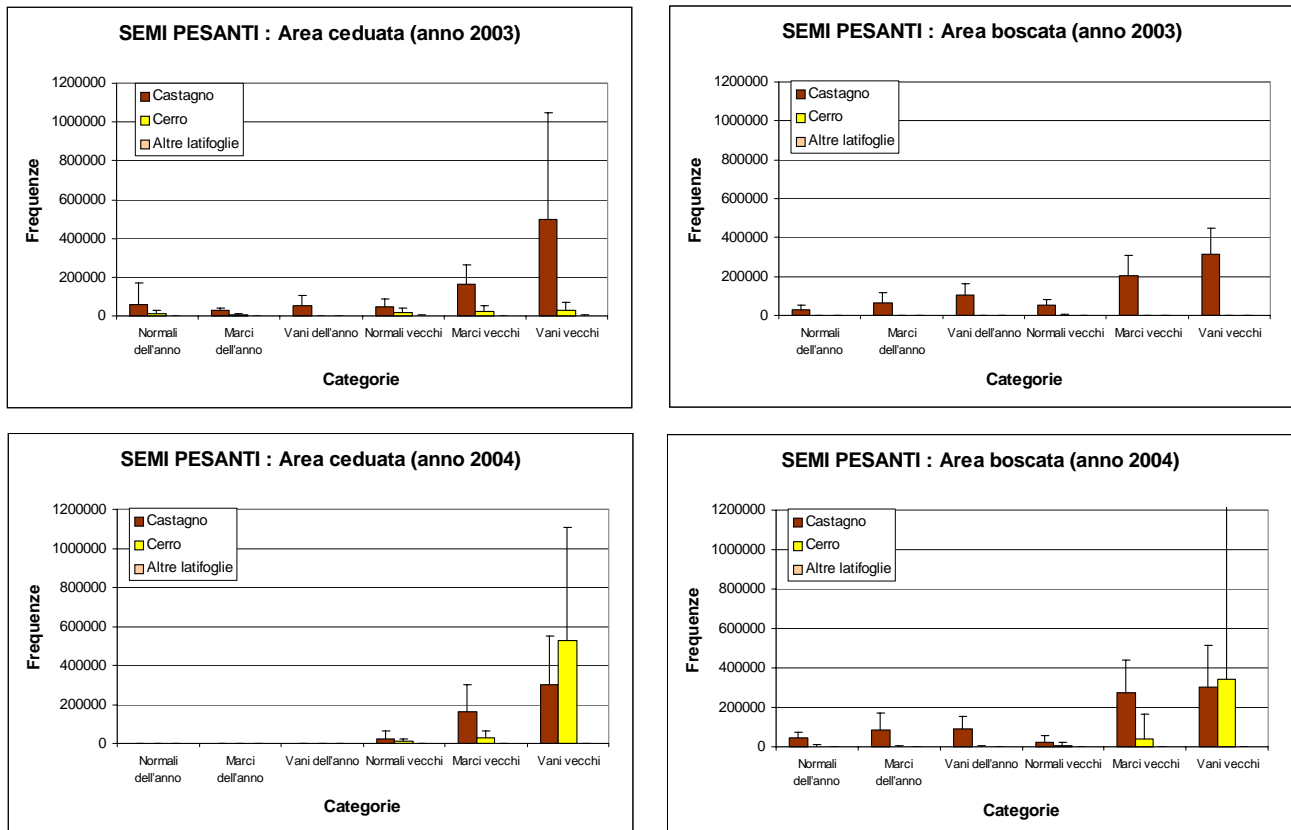 SEMI PESANTI : Area ceduata (anno 2003)
1200000
1000000
800000
600000
400000
200000
0
Frequenze
Castagno
Cerro
Altre latifoglie
Normali dell'anno
Marci dell'anno
Vani dell'anno
Normali vecchi
Marci vecchi
Vani vecchi
Categorie
SEMI PESANTI : Area boscata (anno 2003)
1200000
1000000
800000
600000
400000
200000
0
Frequenze
Castagno
Cerro
Altre latifoglie
Normali dell'anno
Marci dell'anno
Vani dell'anno
Normali vecchi
Marci vecchi
Vani vecchi
Categorie
SEMI PESANTI : Area ceduata (anno 2004)
1200000
1000000
800000
600000
400000
200000
0
Frequenze
Castagno
Cerro
Altre latifoglie
Normali dell'anno
Marci dell'anno
Vani dell'anno
Normali vecchi
Marci vecchi
Vani vecchi
Categorie
SEMI PESANTI : Area boscata (anno 2004)
1200000
1000000
800000
600000
400000
200000
0
Frequenze
Castagno
Cerro
Altre latifoglie
Normali dell'anno
Marci dell'anno
Vani dell'anno
Normali vecchi
Marci vecchi
Vani vecchi
Categorie